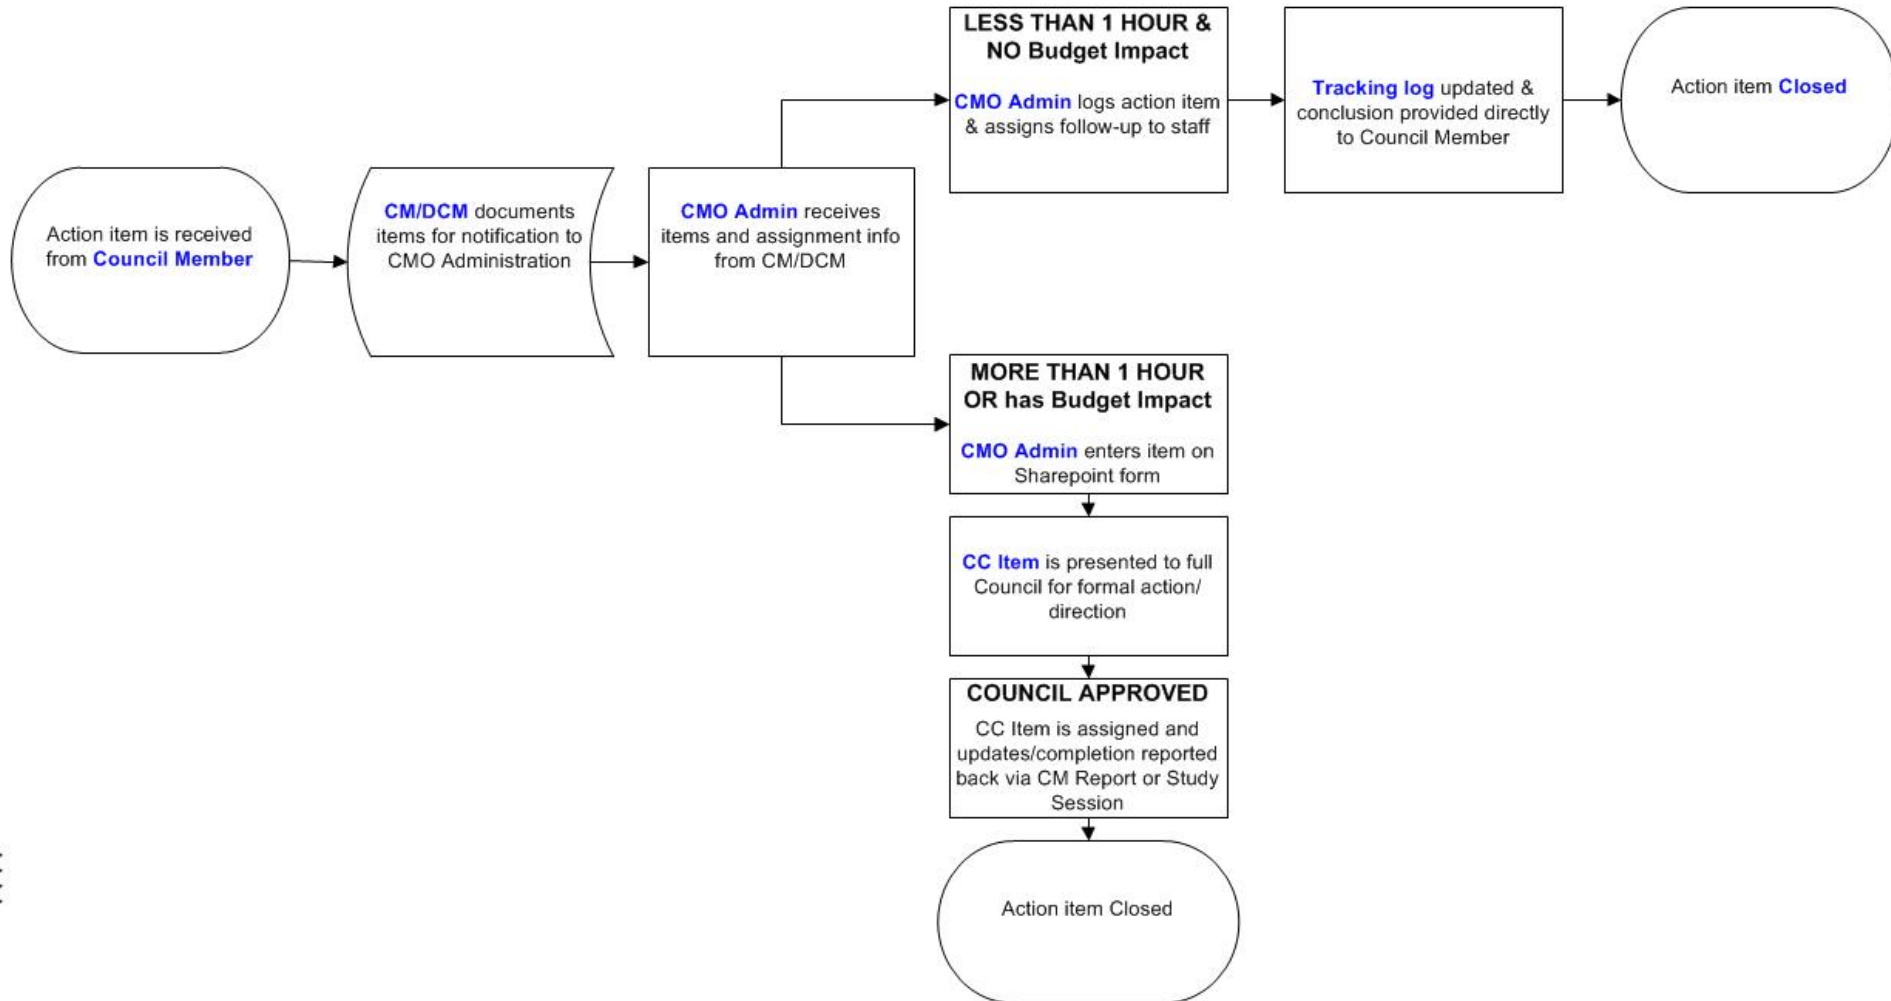 Action item is received
from Council Member
CM/DCM documents
items for notification to
CMO Administration
CMO Admin receives
items and assignment info
from CM/DCM
LESS THAN 1 HOUR &
NO Budget Impact
CMO Admin logs action item
& assigns follow-up to staff
Tracking log updated &
conclusion provided directly
to Council Member
Action item Closed
MORE THAN 1 HOUR
OR has Budget Impact
CMO Admin enters item on
Sharepoint form
CC Item is presented to full
Council for formal action/
direction
COUNCIL APPROVED
CC Item is assigned and
updates/completion reported
back via CM Report or Study
Session
Action item Closed